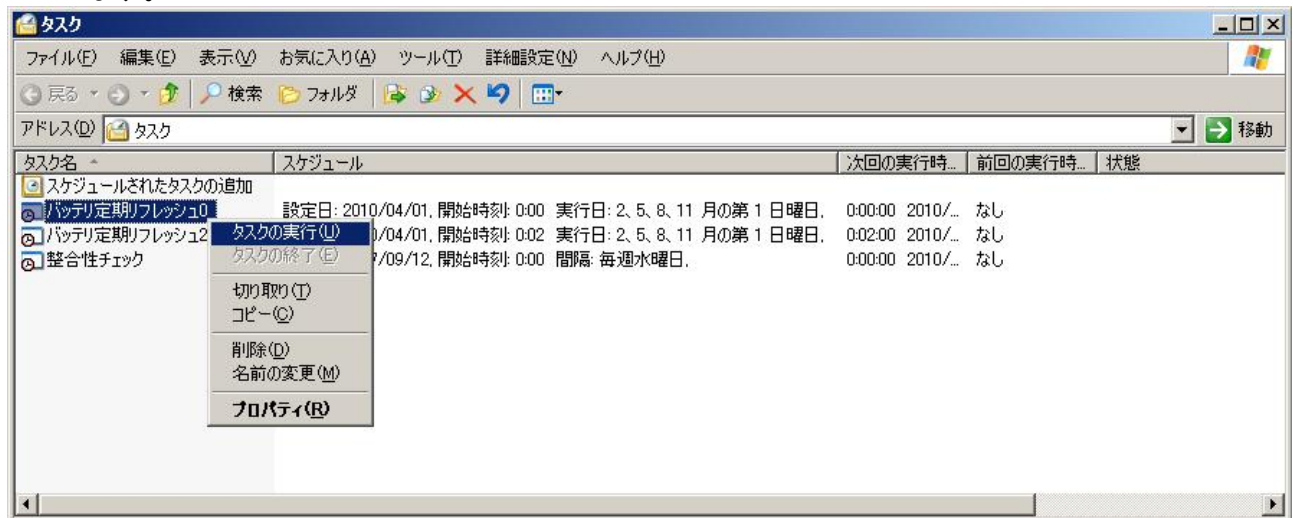 タスク
ファイル(F) 編集(E) 表示(V) お気に入り(A) ツール(T) 詳細設定(N) ヘルプ(H)
戻る 検索 フォルダ
アドレス(D) タスク 移動
タスク名 スケジュール 次回の実行時... 前回の実行時... 状態
スケジュールされたタスクの追加
バッテリ定期リフレッシュ0 設定日: 2010/04/01, 開始時刻: 0:00 実行日: 2、5、8、11 月の第 1 日曜日, 0:00:00 2010/... なし
バッテリ定期リフレッシュ2 /04/01, 開始時刻: 0:02 実行日: 2、5、8、11 月の第 1 日曜日, 0:02:00 2010/... なし
整合性チェック /09/12, 開始時刻: 0:00 間隔: 毎週水曜日, 0:00:00 2010/... なし
タスクの実行(U)
タスクの終了(E)
切り取り(T)
コピー(C)
削除(D)
名前の変更(M)
プロパティ(R)